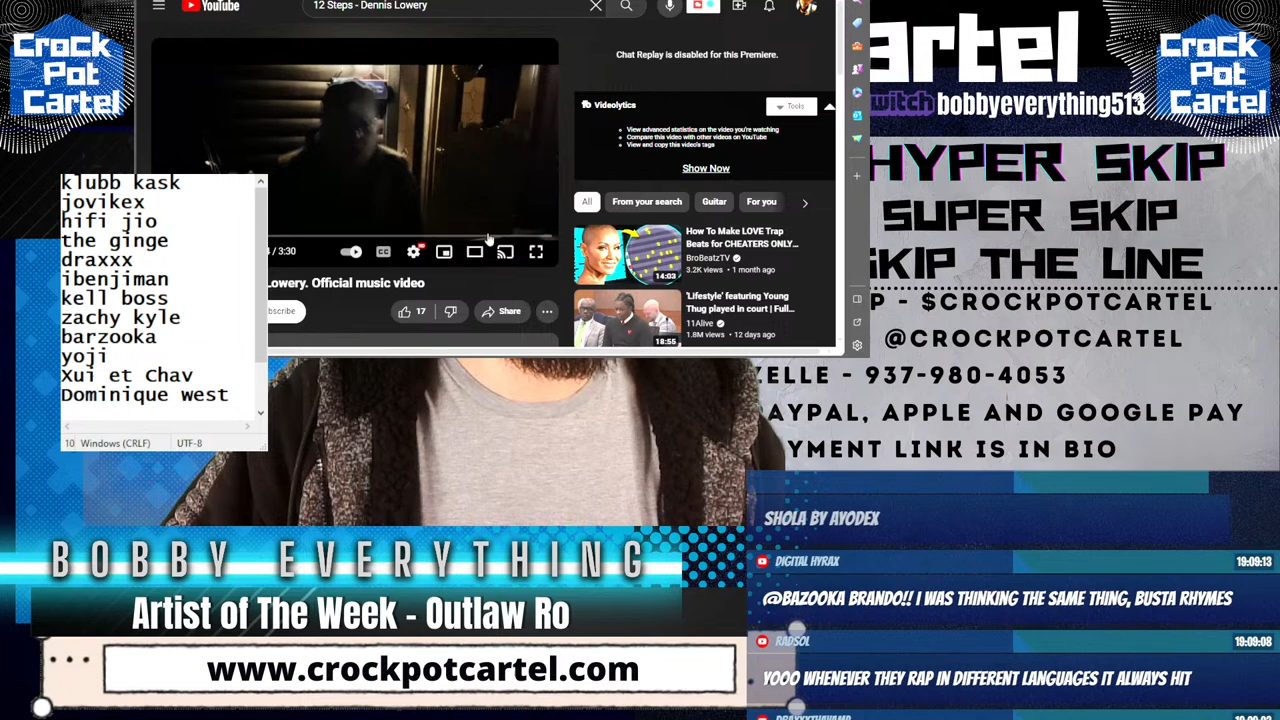 YouTube
12 Steps - Dennis Lowery
Crock
Pot
Cartel
artel
Crock
Pot
Cartel
twitch bobbyeverything513
Chat Replay is disabled for this Premiere.
Videolytics
Tools
View advanced statistics on the video you're watching
Compare this video with other videos on YouTube
View and copy this video's tags
Show Now
All
From your search
Guitar
For you
HYPER SKIP
SUPER SKIP
SKIP THE LINE
P - $CROCKPOTCARTEL
@CROCKPOTCARTEL
ZELLE - 937-980-4053
PAYPAL, APPLE AND GOOGLE PAY
YMENT LINK IS IN BIO
klubb kask
jovikex
hifi jio
the ginge
draxxx
ibenjiman
kell boss
zachy kyle
barzooka
yoji
Xui et Chav
Dominique west
10 Windows (CRLF) UTF-8
/ 3:30
CC
Lowery. Official music video
scribe
17
Share
How To Make LOVE Trap
Beats for CHEATERS ONLY...
BroBeatzTV
3.2K views · 1 month ago
14:03
'Lifestyle' featuring Young
Thug played in court | Full...
11Alive
1.8M views · 12 days ago
18:55
SHOLA BY AYODEX
DIGITAL HYRAX 19:09:13
@BAZOOKA BRANDO!! I WAS THINKING THE SAME THING, BUSTA RHYMES
RADSOL 19:09:08
YOOO WHENEVER THEY RAP IN DIFFERENT LANGUAGES IT ALWAYS HIT
BOBBY EVERYTHING
Artist of The Week - Outlaw Ro
www.crockpotcartel.com